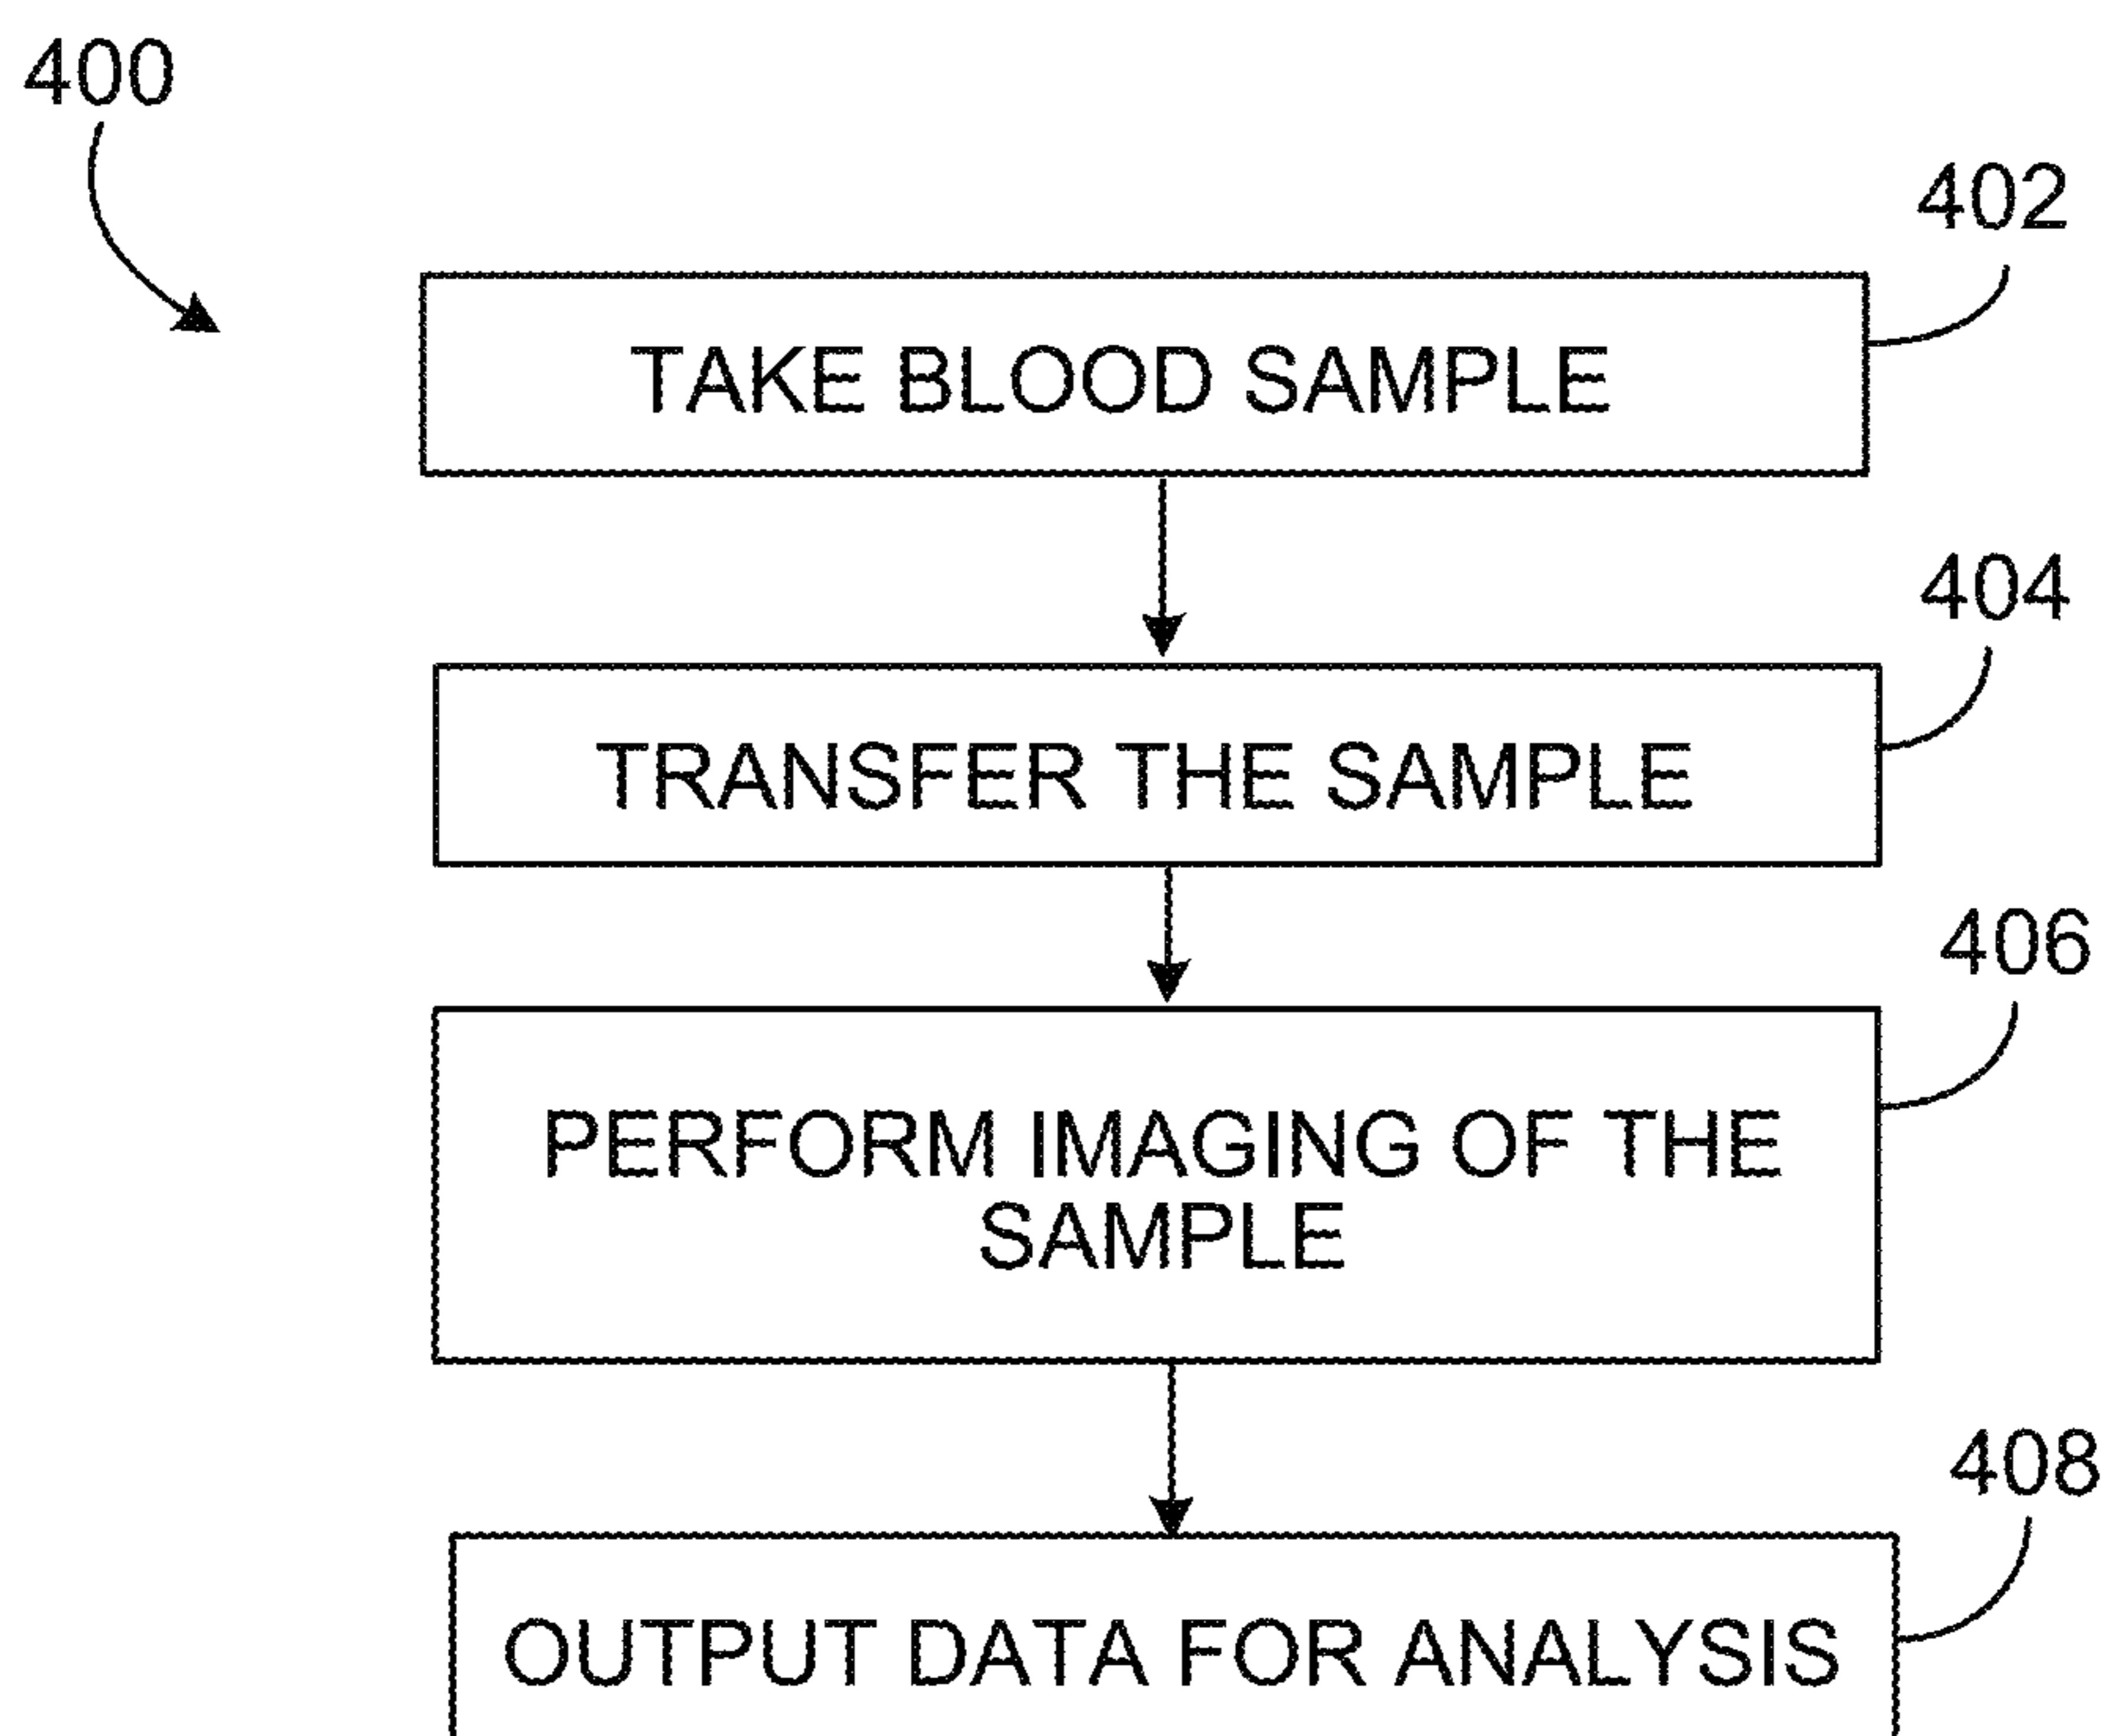 400
402
TAKE BLOOD SAMPLE
404
TRANSFER THE SAMPLE
406
PERFORM IMAGING OF THE
SAMPLE
408
OUTPUT DATA FOR ANALYSIS